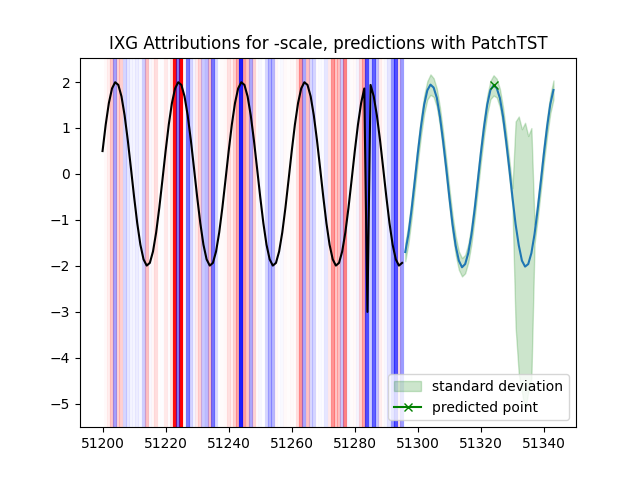 IXG Attributions for -scale, predictions with PatchTST
2
1
0
−1
−2
−3
−4
−5
standard deviation
predicted point
51200 51220 51240 51260 51280 51300 51320 51340